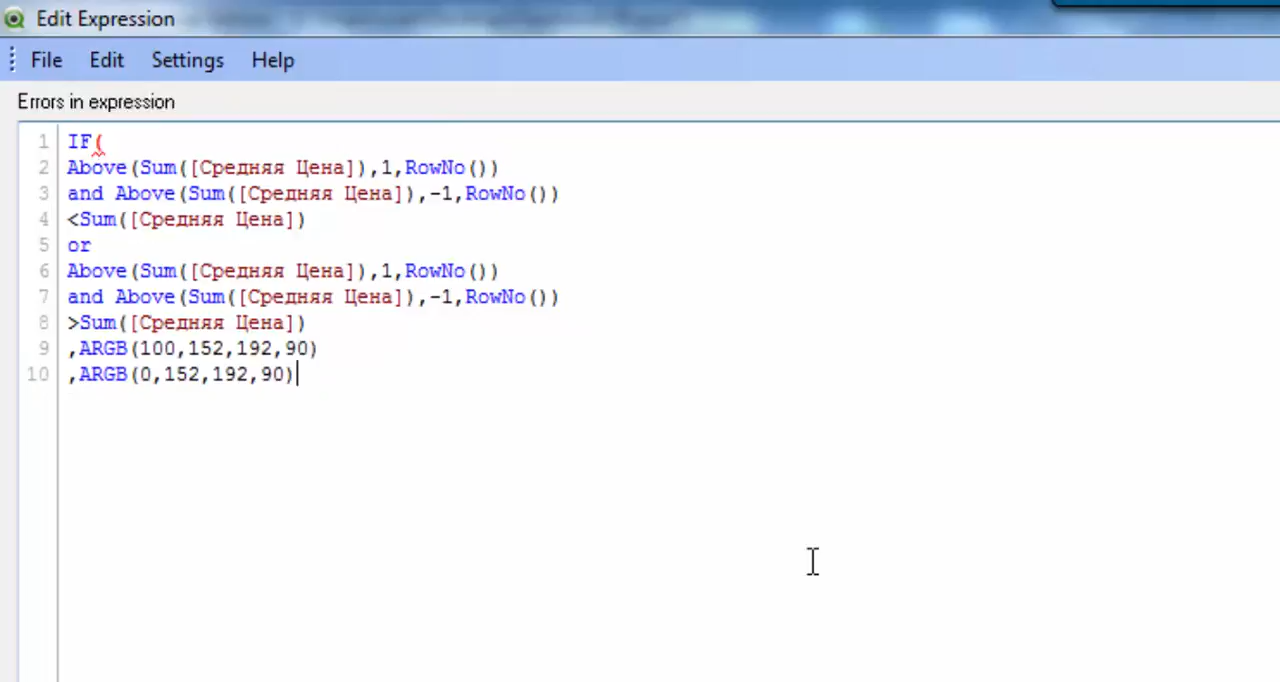 Edit Expression
File Edit Settings Help
Errors in expression
1 IF(
2 Above(Sum([Средняя Цена]),1,RowNo())
3 and Above(Sum([Средняя Цена]),-1,RowNo())
4 <Sum([Средняя Цена])
5 or
6 Above(Sum([Средняя Цена]),1,RowNo())
7 and Above(Sum([Средняя Цена]),-1,RowNo())
8 >Sum([Средняя Цена])
9 ,ARGB(100,152,192,90)
10 ,ARGB(0,152,192,90)